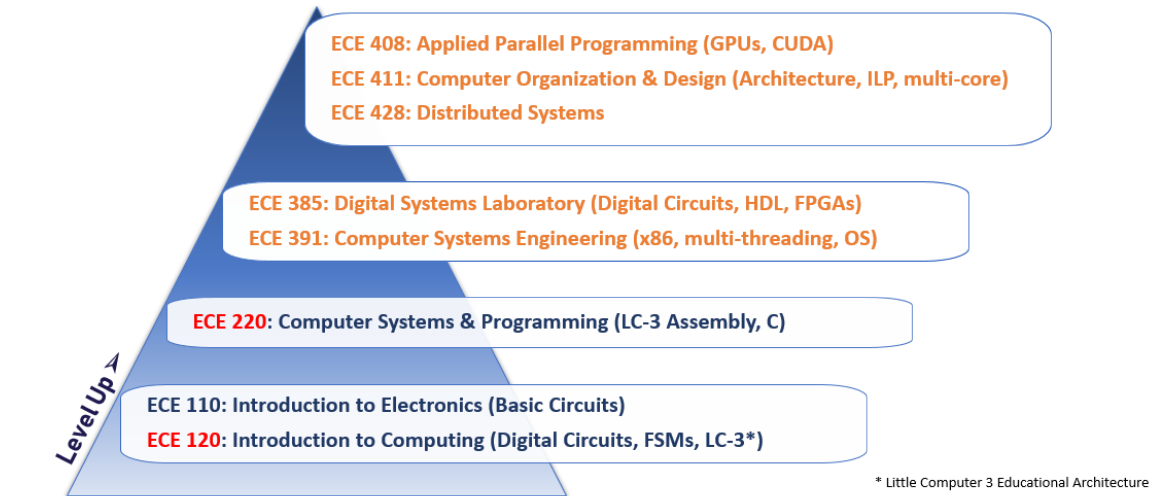 ECE 408: Applied Parallel Programming (GPUs, CUDA)
ECE 411: Computer Organization & Design (Architecture, ILP, multi-core)
ECE 428: Distributed Systems
ECE 385: Digital Systems Laboratory (Digital Circuits, HDL, FPGAs)
ECE 391: Computer Systems Engineering (x86, multi-threading, OS)
ECE 220: Computer Systems & Programming (LC-3 Assembly, C)
Level Up
ECE 110: Introduction to Electronics (Basic Circuits)
ECE 120: Introduction to Computing (Digital Circuits, FSMs, LC-3*)
* Little Computer 3 Educational Architecture